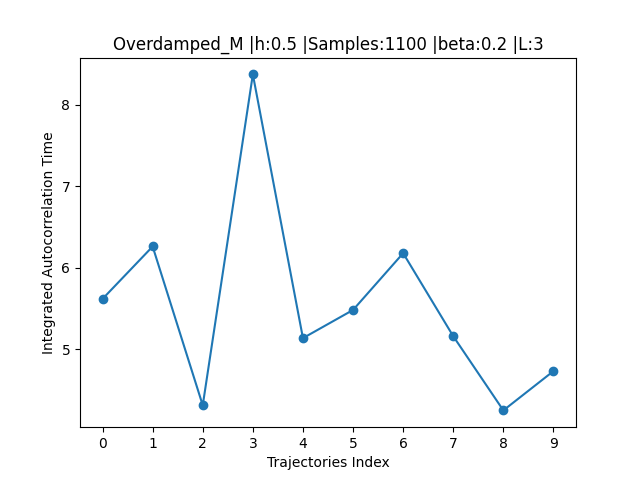 Overdamped_M |h:0.5 |Samples:1100 |beta:0.2 |L:3
Integrated Autocorrelation Time
8
7
6
5
0 1 2 3 4 5 6 7 8 9
Trajectories Index